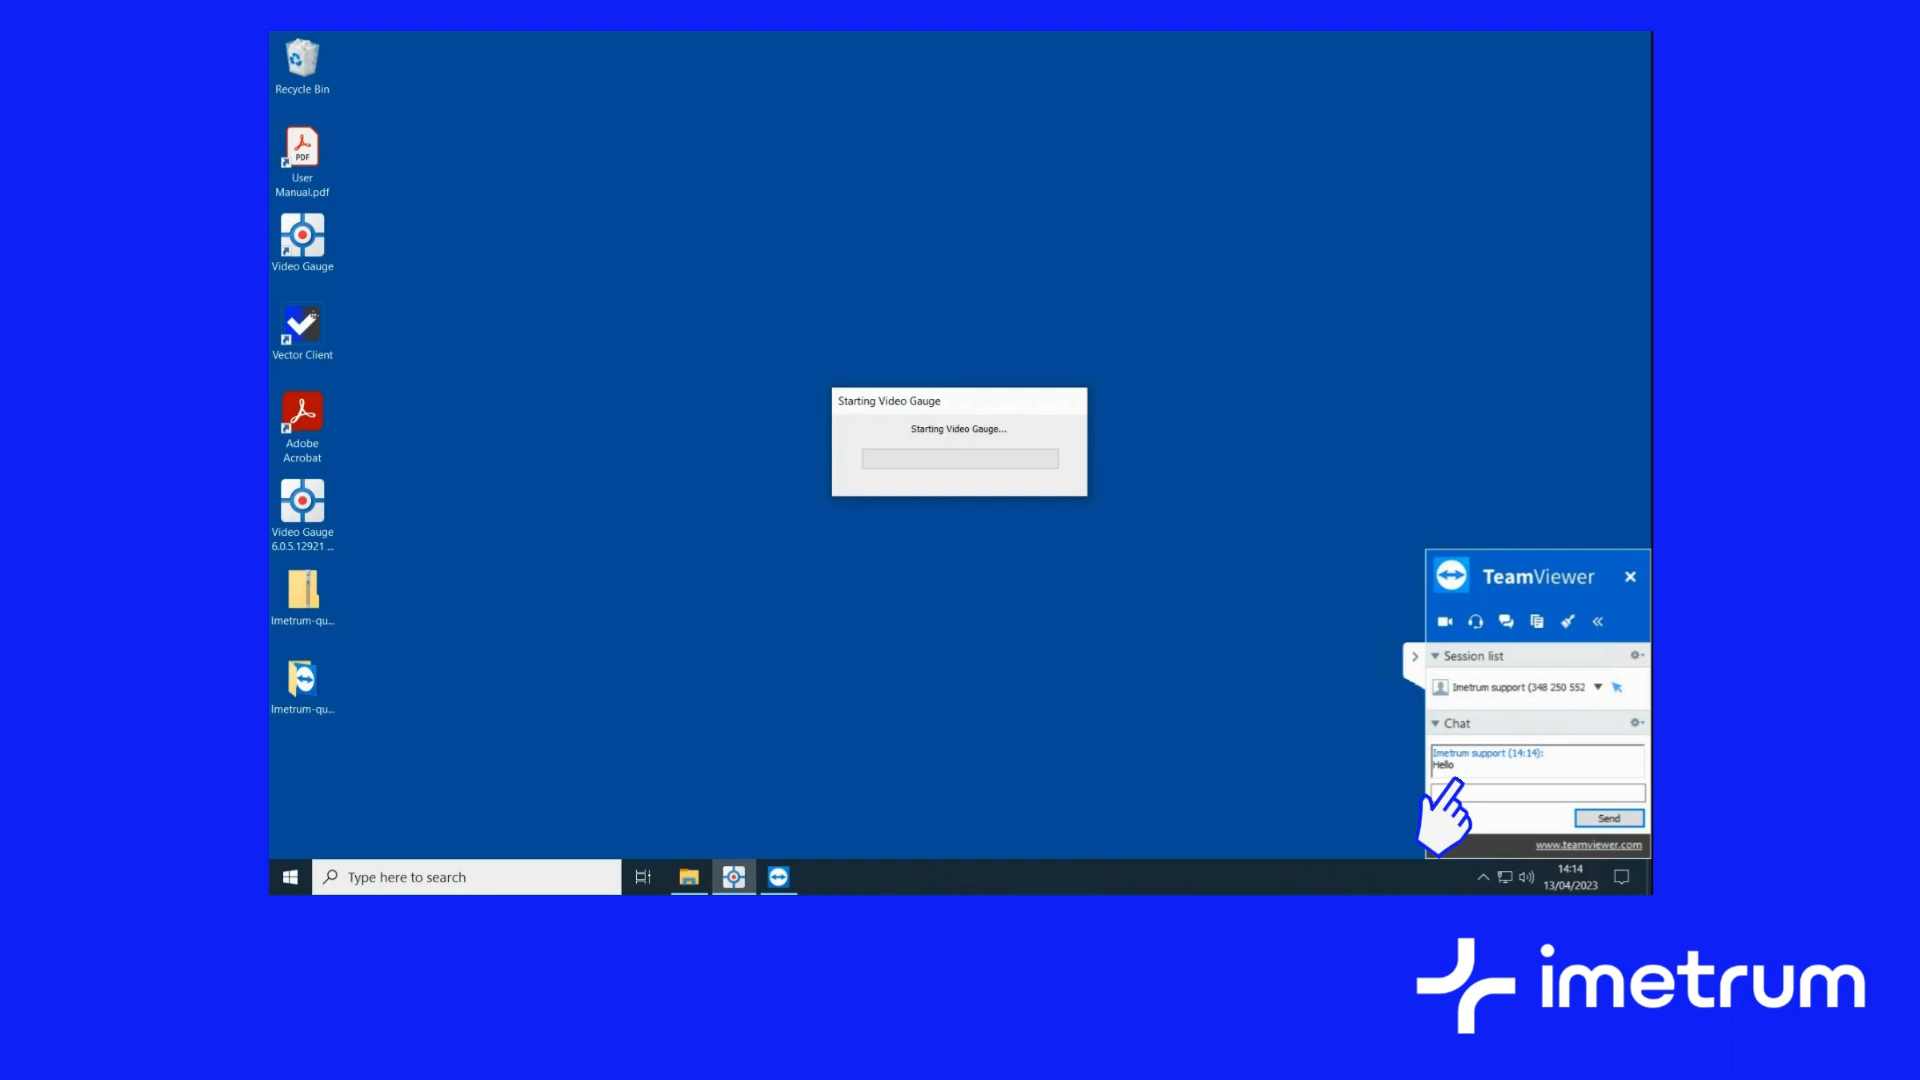 Recycle Bin
PDF
User
Manual.pdf
Video Gauge
Vector Client
Adobe
Acrobat
Video Gauge
6.0.5.12921 ...
Imetrum-qu...
Imetrum-qu...
Starting Video Gauge
Starting Video Gauge...
TeamViewer
Session list
Imetrum support (348 250 552
Chat
Imetrum support (14:14):
Hello
Send
www.teamviewer.com
Type here to search
14:14
13/04/2023
imetrum